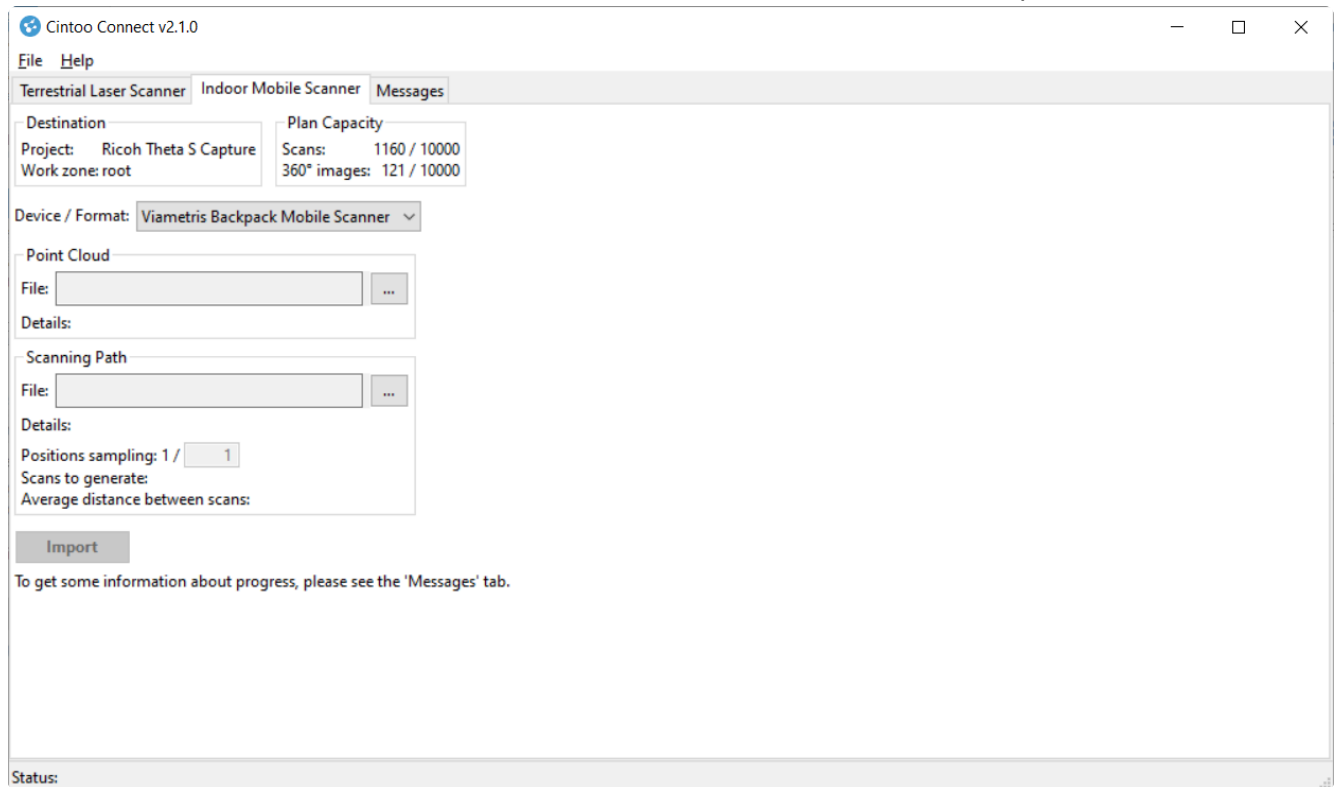 Cintoo Connect v2.1.0
File Help
Terrestrial Laser Scanner Indoor Mobile Scanner Messages
Destination
Project: Ricoh Theta S Capture
Work zone: root
Plan Capacity
Scans: 1160 / 10000
360° images: 121 / 10000
Device / Format: Viametris Backpack Mobile Scanner
Point Cloud
File: ...
Details:
Scanning Path
File: ...
Details:
Positions sampling: 1 / 1
Scans to generate:
Average distance between scans:
Import
To get some information about progress, please see the 'Messages' tab.
Status: